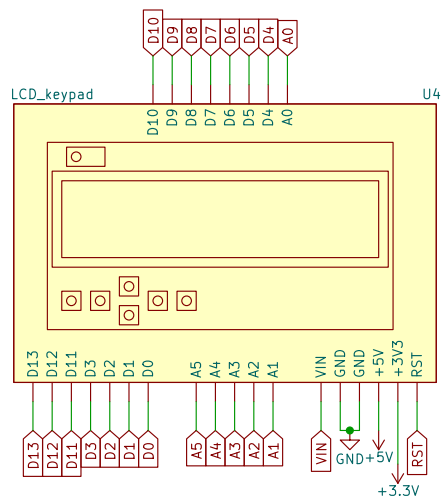 D10 D9 D8 D7 D6 D5 D4 A0
LCD_keypad U4
D10 D9 D8 D7 D6 D5 D4 A0
D13 D12 D11 D3 D2 D1 D0 A5 A4 A3 A2 A1 VIN GND GND +5V +3V3 RST
D13 D12 D11 D3 D2 D1 D0 A5 A4 A3 A2 A1 VIN GND +5V RST
+3.3V